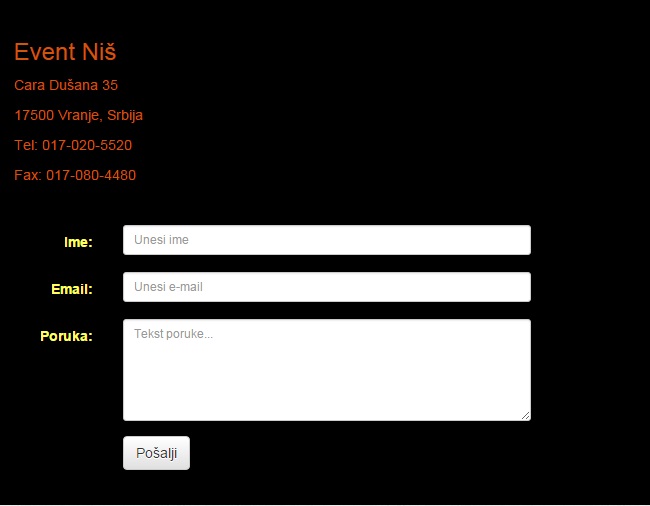 Event Niš
Cara Dušana 35
17500 Vranje, Srbija
Tel: 017-020-5520
Fax: 017-080-4480
Ime: Unesi ime
Email: Unesi e-mail
Poruka: Tekst poruke...
Pošalji